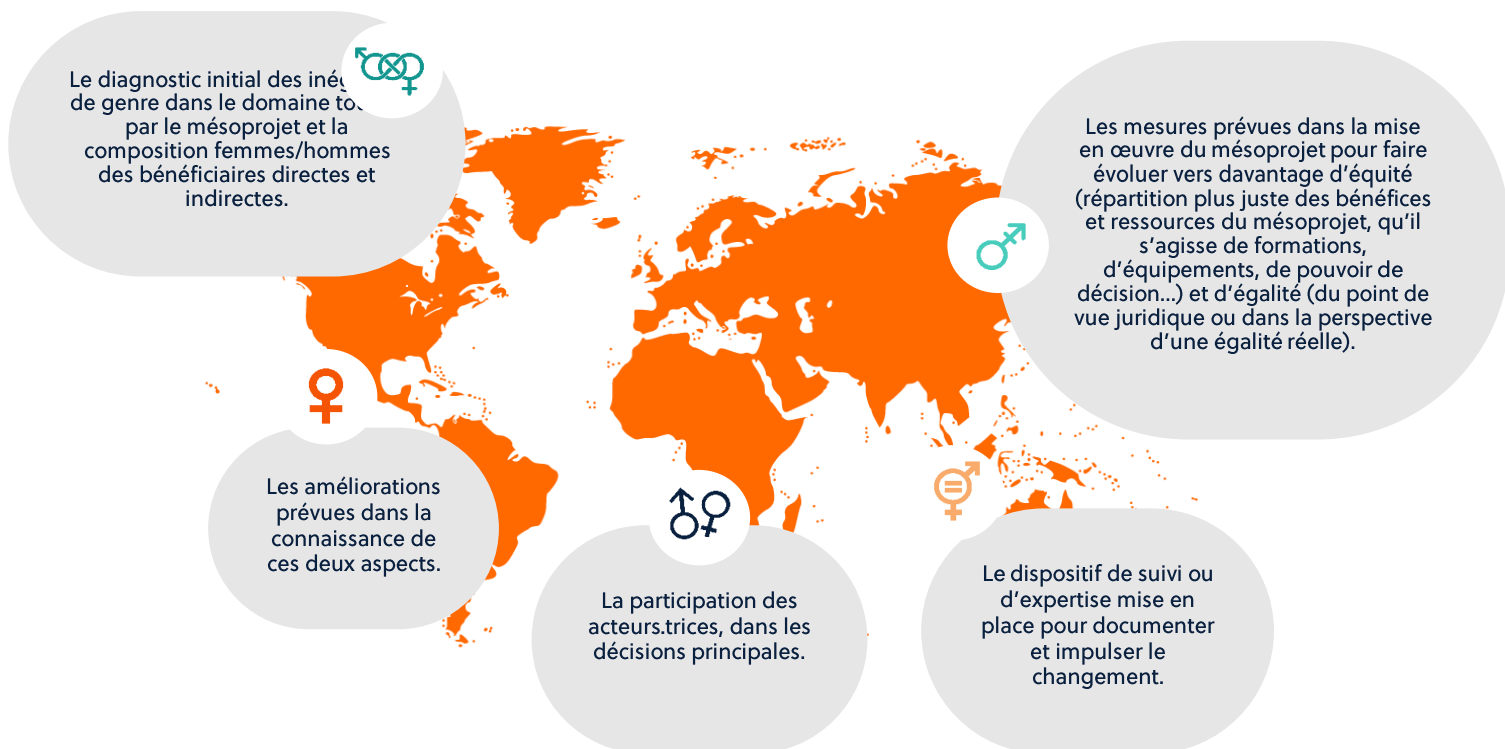 Le diagnostic initial des
de genre dans le domaine
par le mésoprojet et la
composition femmes/hommes
des bénéficiaires directes et
indirectes.
Les mesures prévues dans la mise
en œuvre du mésoprojet pour faire
évoluer vers davantage d'équité
(répartition plus juste des bénéfices
et ressources du mésoprojet, qu'il
s'agisse de formations,
d'équipements, de pouvoir de
décision...) et d'égalité (du point de
vue juridique ou dans la perspective
d'une égalité réelle).
Les améliorations
prévues dans la
connaissance de
ces deux aspects.
La participation des
acteurs.trices, dans les
décisions principales.
Le dispositif de suivi ou
d'expertise mise en
place pour documenter
et impulser le
changement.